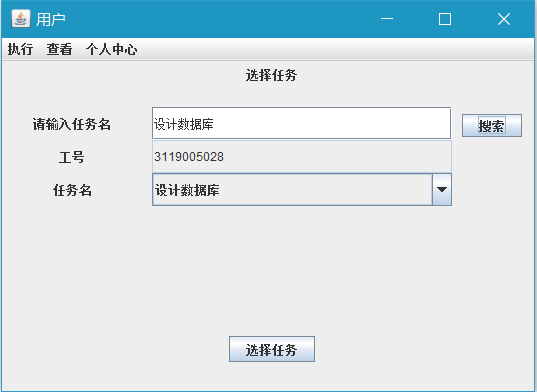 用户
执行 查看 个人中心
选择任务
请输入任务名 设计数据库 搜索
工号 3119005028
任务名 设计数据库
选择任务